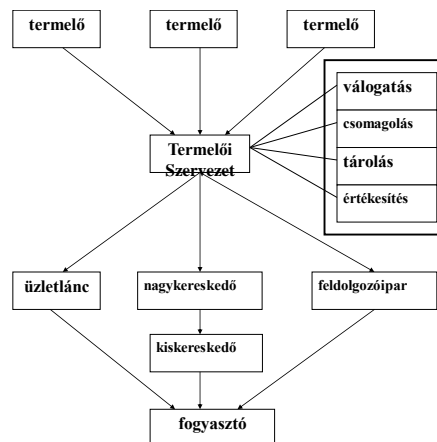 termelő
termelő
termelő
válogatás
csomagolás
tárolás
értékesítés
Termelői
Szervezet
üzletlánc
nagykereskedő
feldolgozóipar
kiskereskedő
fogyasztó